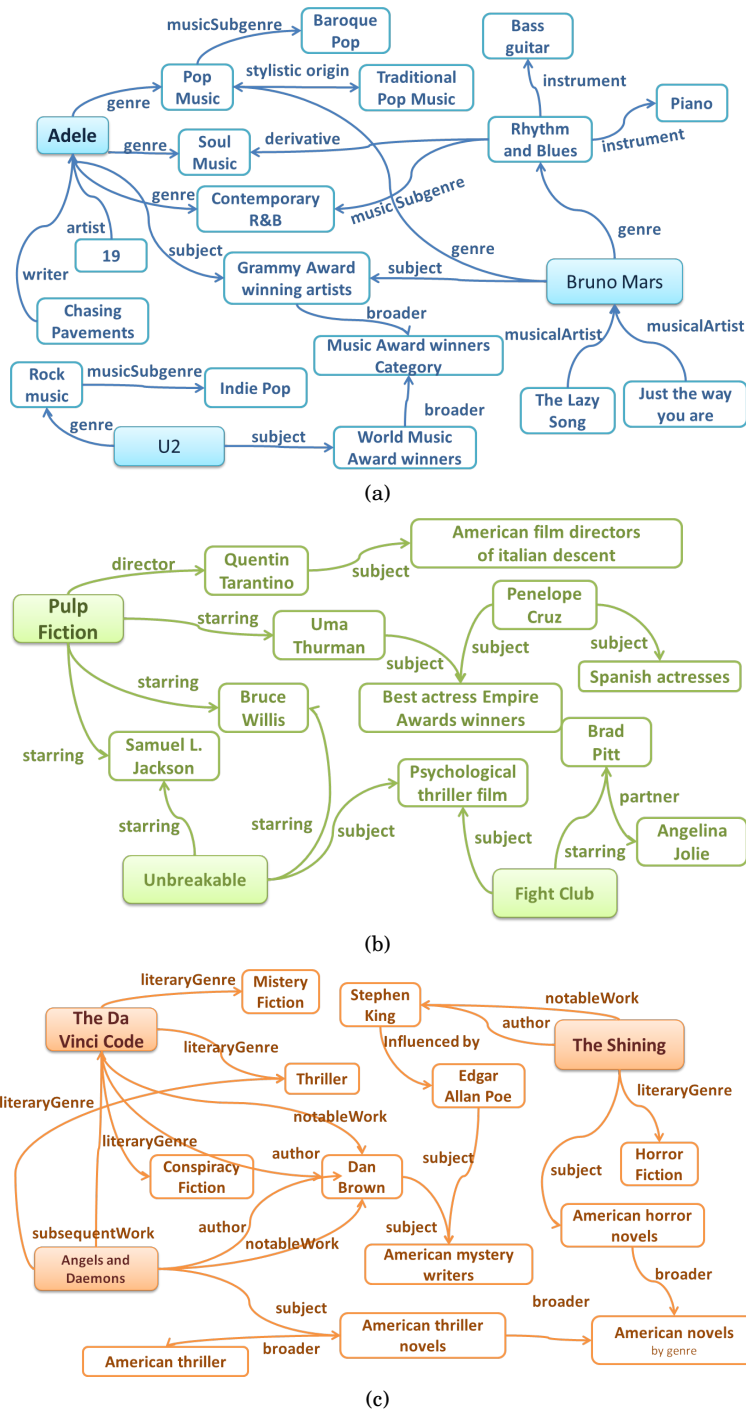 musicSubgenre
Baroque
Pop
Bass
guitar
Pop
Music
stylistic origin
Traditional
Pop Music
instrument
Piano
genre
Adele
genre
Soul
Music
derivative
Rhythm
and Blues
instrument
genre
Contemporary
R&B
music Subgenre
artist
19
subject
genre
genre
writer
Grammy Award
winning artists
subject
Bruno Mars
Chasing
Pavements
broader
musicalArtist
musicalArtist
Music Award winners
Category
Rock
music
musicSubgenre
Indie Pop
The Lazy
Song
Just the way
you are
genre
broader
U2
subject
World Music
Award winners
(a)
director
Quentin
Tarantino
subject
American film directors
of italian descent
Pulp
Fiction
starring
Uma
Thurman
Penelope
Cruz
subject
subject
subject
Spanish actresses
starring
Bruce
Willis
Best actress Empire
Awards winners
Brad
Pitt
starring
Samuel L.
Jackson
Psychological
thriller film
partner
starring
starring
subject
subject
starring
Angelina
Jolie
Unbreakable
Fight Club
(b)
literaryGenre
Mistery
Fiction
Stephen
King
notableWork
author
The Da
Vinci Code
The Shining
literaryGenre
Influenced by
Thriller
Edgar
Allan Poe
literaryGenre
literaryGenre
notableWork
literaryGenre
Conspiracy
Fiction
author
Dan
Brown
subject
subject
Horror
Fiction
author
subject
American horror
novels
subsequentWork
notableWork
Angels and
Daemons
American mystery
writers
broader
subject
broader
American thriller
novels
American novels
by genre
American thriller
broader
(c)